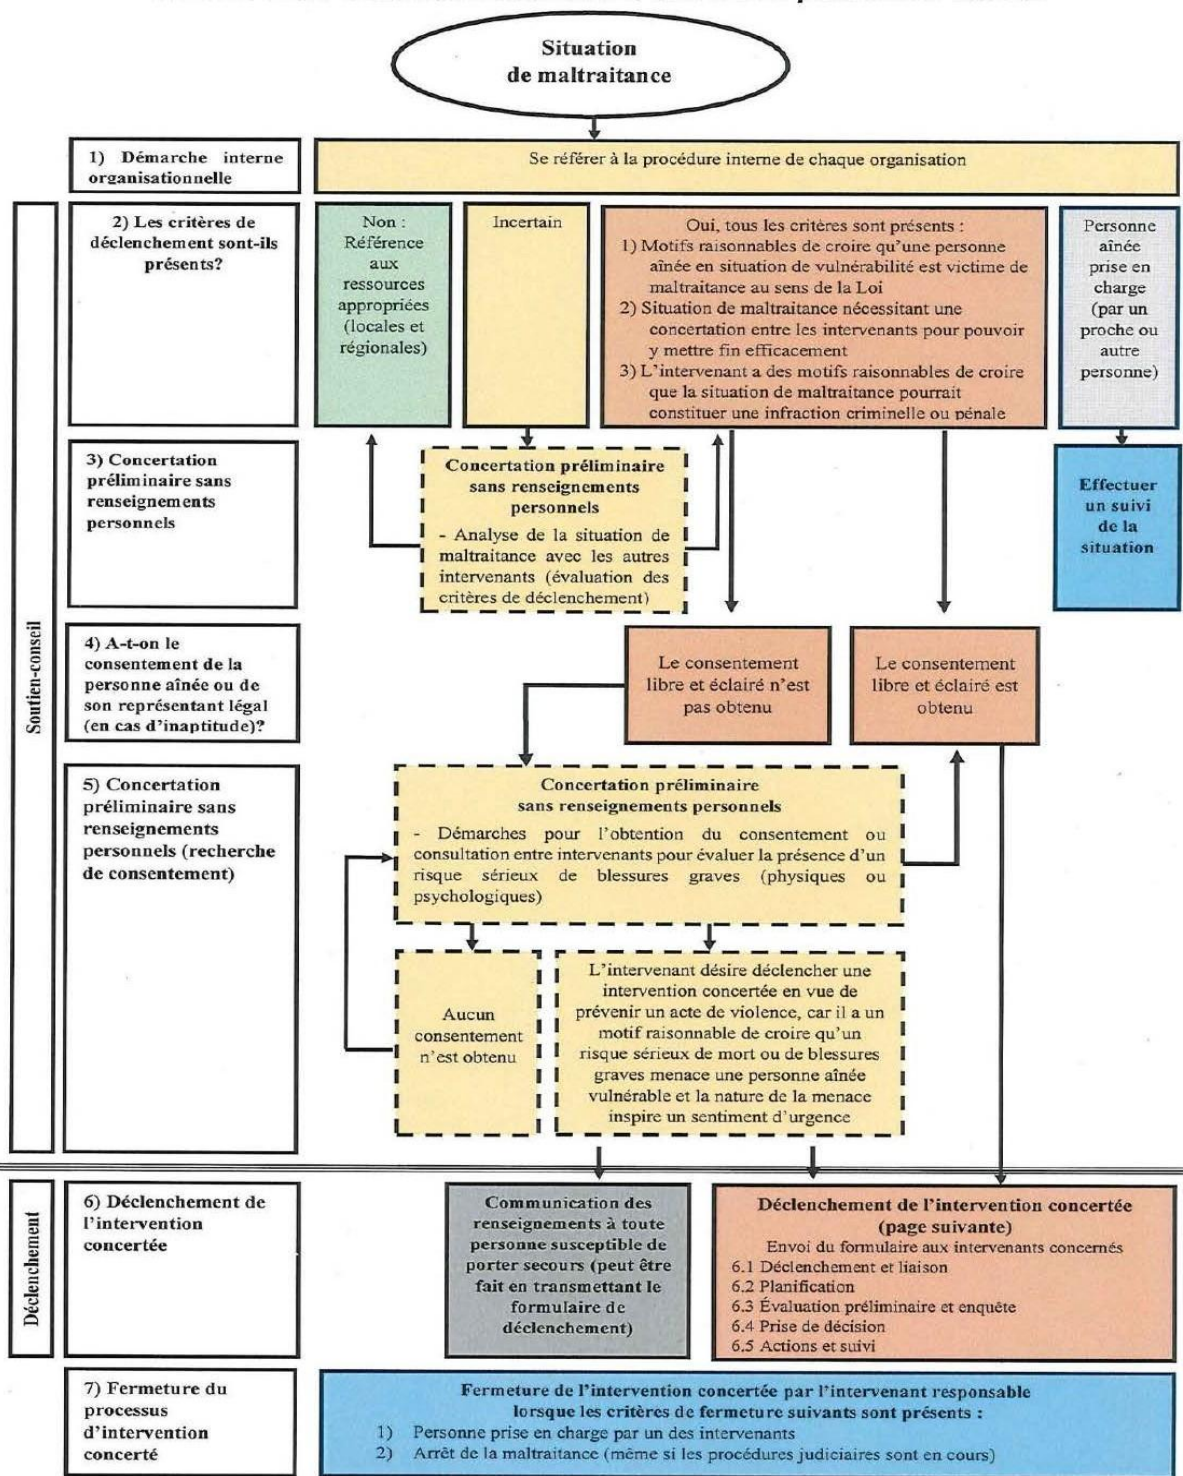 Situation
de maltraitance
1) Démarche interne
organisationnelle
Se référer à la procédure interne de chaque organisation
Soutien-conseil
2) Les critères de
déclenchement sont-ils
présents?
Non :
Référence
aux
ressources
appropriées
(locales et
régionales)
Incertain
Oui, tous les critères sont présents :
1) Motifs raisonnables de croire qu'une personne
aînée en situation de vulnérabilité est victime de
maltraitance au sens de la Loi
2) Situation de maltraitance nécessitant une
concertation entre les intervenants pour pouvoir
y mettre fin efficacement
3) L'intervenant a des motifs raisonnables de croire
que la situation de maltraitance pourrait
constituer une infraction criminelle ou pénale
Personne
aînée
prise en
charge
(par un
proche ou
autre
personne)
3) Concertation
préliminaire sans
renseignements
personnels
Concertation préliminaire
sans renseignements
personnels
- Analyse de la situation de
maltraitance avec les autres
intervenants (évaluation des
critères de déclenchement)
Effectuer
un suivi
de la
situation
4) A-t-on le
consentement de la
personne aînée ou de
son représentant légal
(en cas d'inaptitude)?
Le consentement
libre et éclairé n'est
pas obtenu
Le consentement
libre et éclairé est
obtenu
5) Concertation
préliminaire sans
renseignements
personnels (recherche
de consentement)
Concertation préliminaire
sans renseignements personnels
- Démarches pour l'obtention du consentement ou
consultation entre intervenants pour évaluer la présence d'un
risque sérieux de blessures graves (physiques ou
psychologiques)
Aucun
consentement
n'est obtenu
L'intervenant désire déclencher une
intervention concertée en vue de
prévenir un acte de violence, car il a un
motif raisonnable de croire qu'un
risque sérieux de mort ou de blessures
graves menace une personne aînée
vulnérable et la nature de la menace
inspire un sentiment d'urgence
Déclenchement
6) Déclenchement de
l'intervention
concertée
Communication des
renseignements à toute
personne susceptible de
porter secours (peut être
fait en transmettant le
formulaire de
déclenchement)
Déclenchement de l'intervention concertée
(page suivante)
Envoi du formulaire aux intervenants concernés
6.1 Déclenchement et liaison
6.2 Planification
6.3 Évaluation préliminaire et enquête
6.4 Prise de décision
6.5 Actions et suivi
7) Fermeture du
processus
d'intervention
concerté
Fermeture de l'intervention concertée par l'intervenant responsable
lorsque les critères de fermeture suivants sont présents :
1) Personne prise en charge par un des intervenants
2) Arrêt de la maltraitance (même si les procédures judiciaires sont en cours)